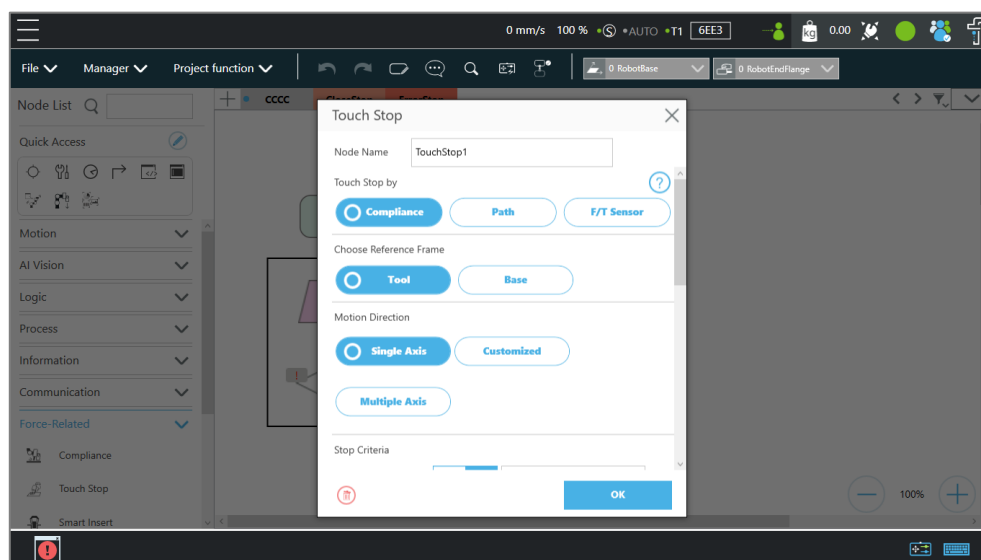 0 mm/s 100 % S AUTO T1 6EE3 kg 0.00
File Manager Project function 0 RobotBase 0 RobotEndFlange
Node List
cccc
Quick Access
Motion
AI Vision
Logic
Process
Information
Communication
Force-Related
Compliance
Touch Stop
Smart Insert
Touch Stop
Node Name TouchStop1
Touch Stop by ?
Compliance Path F/T Sensor
Choose Reference Frame
Tool Base
Motion Direction
Single Axis Customized
Multiple Axis
Stop Criteria
OK
100%